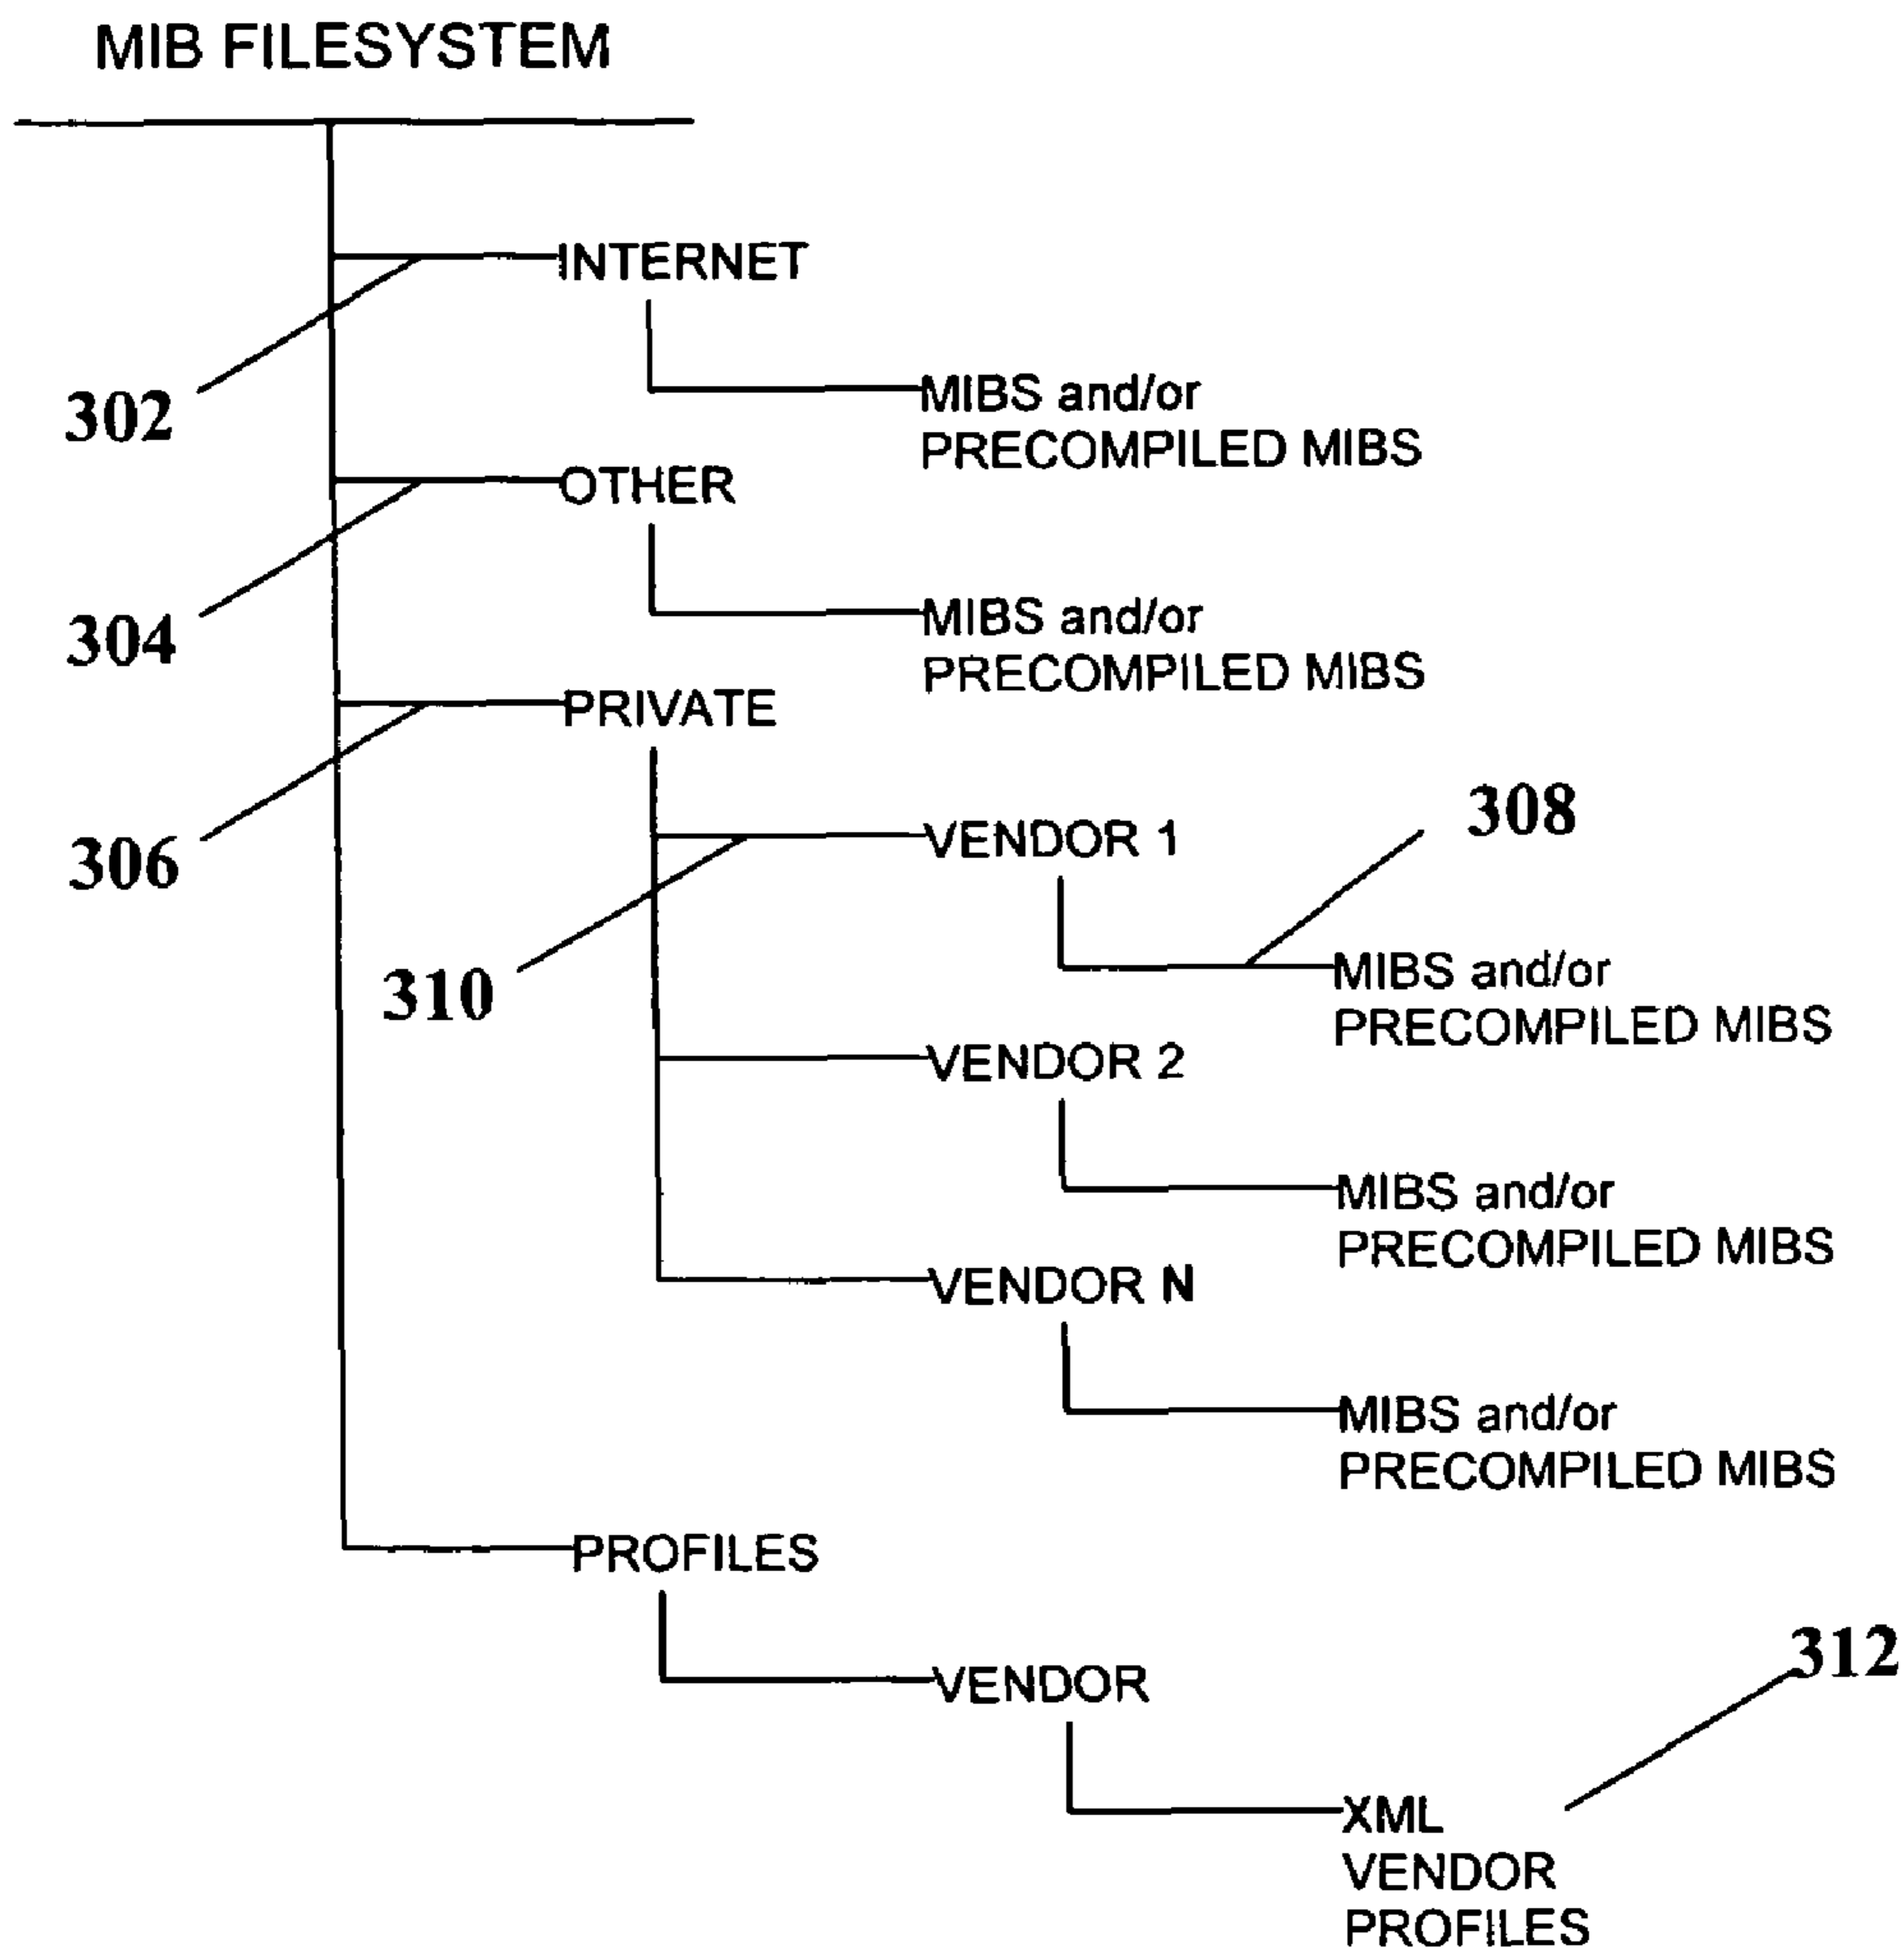 MIB FILESYSTEM
INTERNET
302
MIBS and/or
PRECOMPILED MIBS
OTHER
304
MIBS and/or
PRECOMPILED MIBS
PRIVATE
306
VENDOR 1
308
310
MIBS and/or
PRECOMPILED MIBS
VENDOR 2
MIBS and/or
PRECOMPILED MIBS
VENDOR N
MIBS and/or
PRECOMPILED MIBS
PROFILES
VENDOR
312
XML
VENDOR
PROFILES